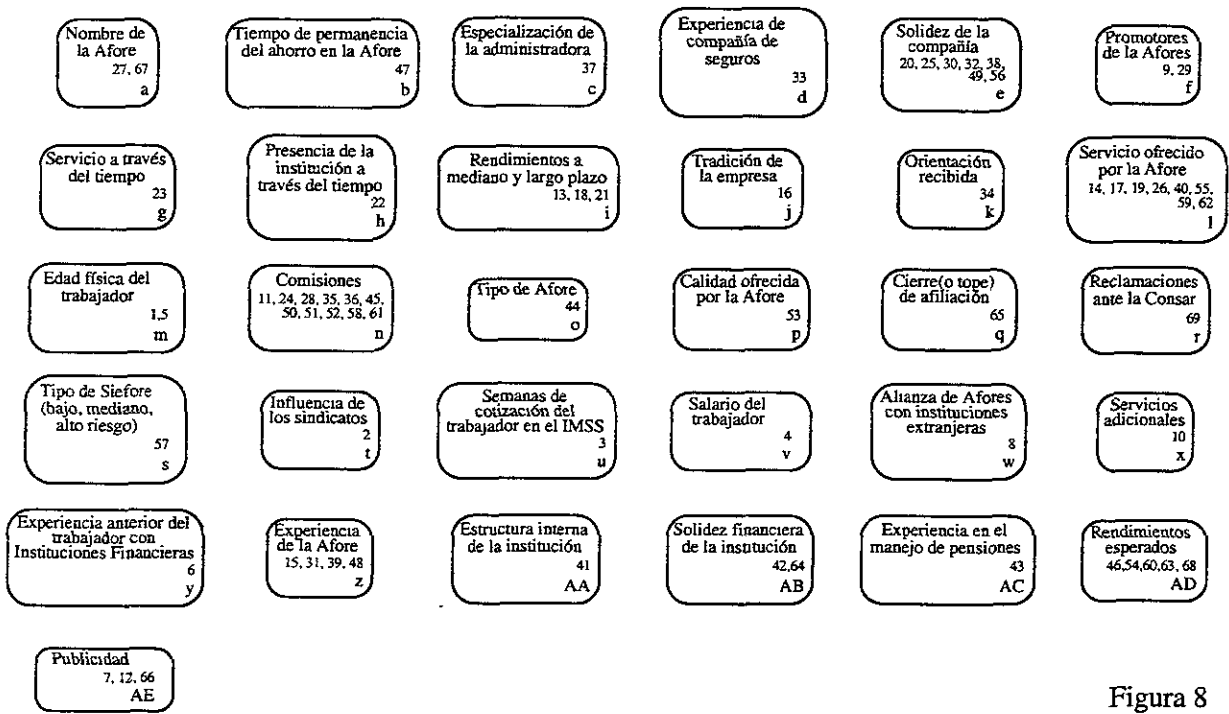 Nombre de
la Afore
27, 67
a
Tiempo de permanencia
del ahorro en la Afore
47
b
Especialización de
la administradora
37
c
Experiencia de
compañía de
seguros
33
d
Solidez de la
compañía
20, 25, 30, 32, 38,
49, 56
e
Promotores
de la Afores
9, 29
f
Servicio a través
del tiempo
23
g
Presencia de la
institución a
través del tiempo
22
h
Rendimientos a
mediano y largo plazo
13, 18, 21
i
Tradición de
la empresa
16
j
Orientación
recibida
34
k
Servicio ofrecido
por la Afore
14, 17, 19, 26, 40, 55,
59, 62
l
Edad física del
trabajador
1,5
m
Comisiones
11, 24, 28, 35, 36, 45,
50, 51, 52, 58, 61
n
Tipo de Afore
44
o
Calidad ofrecida
por la Afore
53
p
Cierre(o tope)
de afiliación
65
q
Reclamaciones
ante la Consar
69
r
Tipo de Siefore
(bajo, mediano,
alto riesgo)
57
s
Influencia de
los sindicatos
2
t
Semanas de
cotización del
trabajador en el IMSS
3
u
Salario del
trabajador
4
v
Alianza de Afores
con instituciones
extranjeras
8
w
Servicios
adicionales
10
x
Experiencia anterior del
trabajador con
Instituciones Financieras
6
y
Experiencia
de la Afore
15, 31, 39, 48
z
Estructura interna
de la institución
41
AA
Solidez financiera
de la institución
42,64
AB
Experiencia en el
manejo de pensiones
43
AC
Rendimientos
esperados
46,54,60,63, 68
AD
Publicidad
7, 12, 66
AE
Figura 8